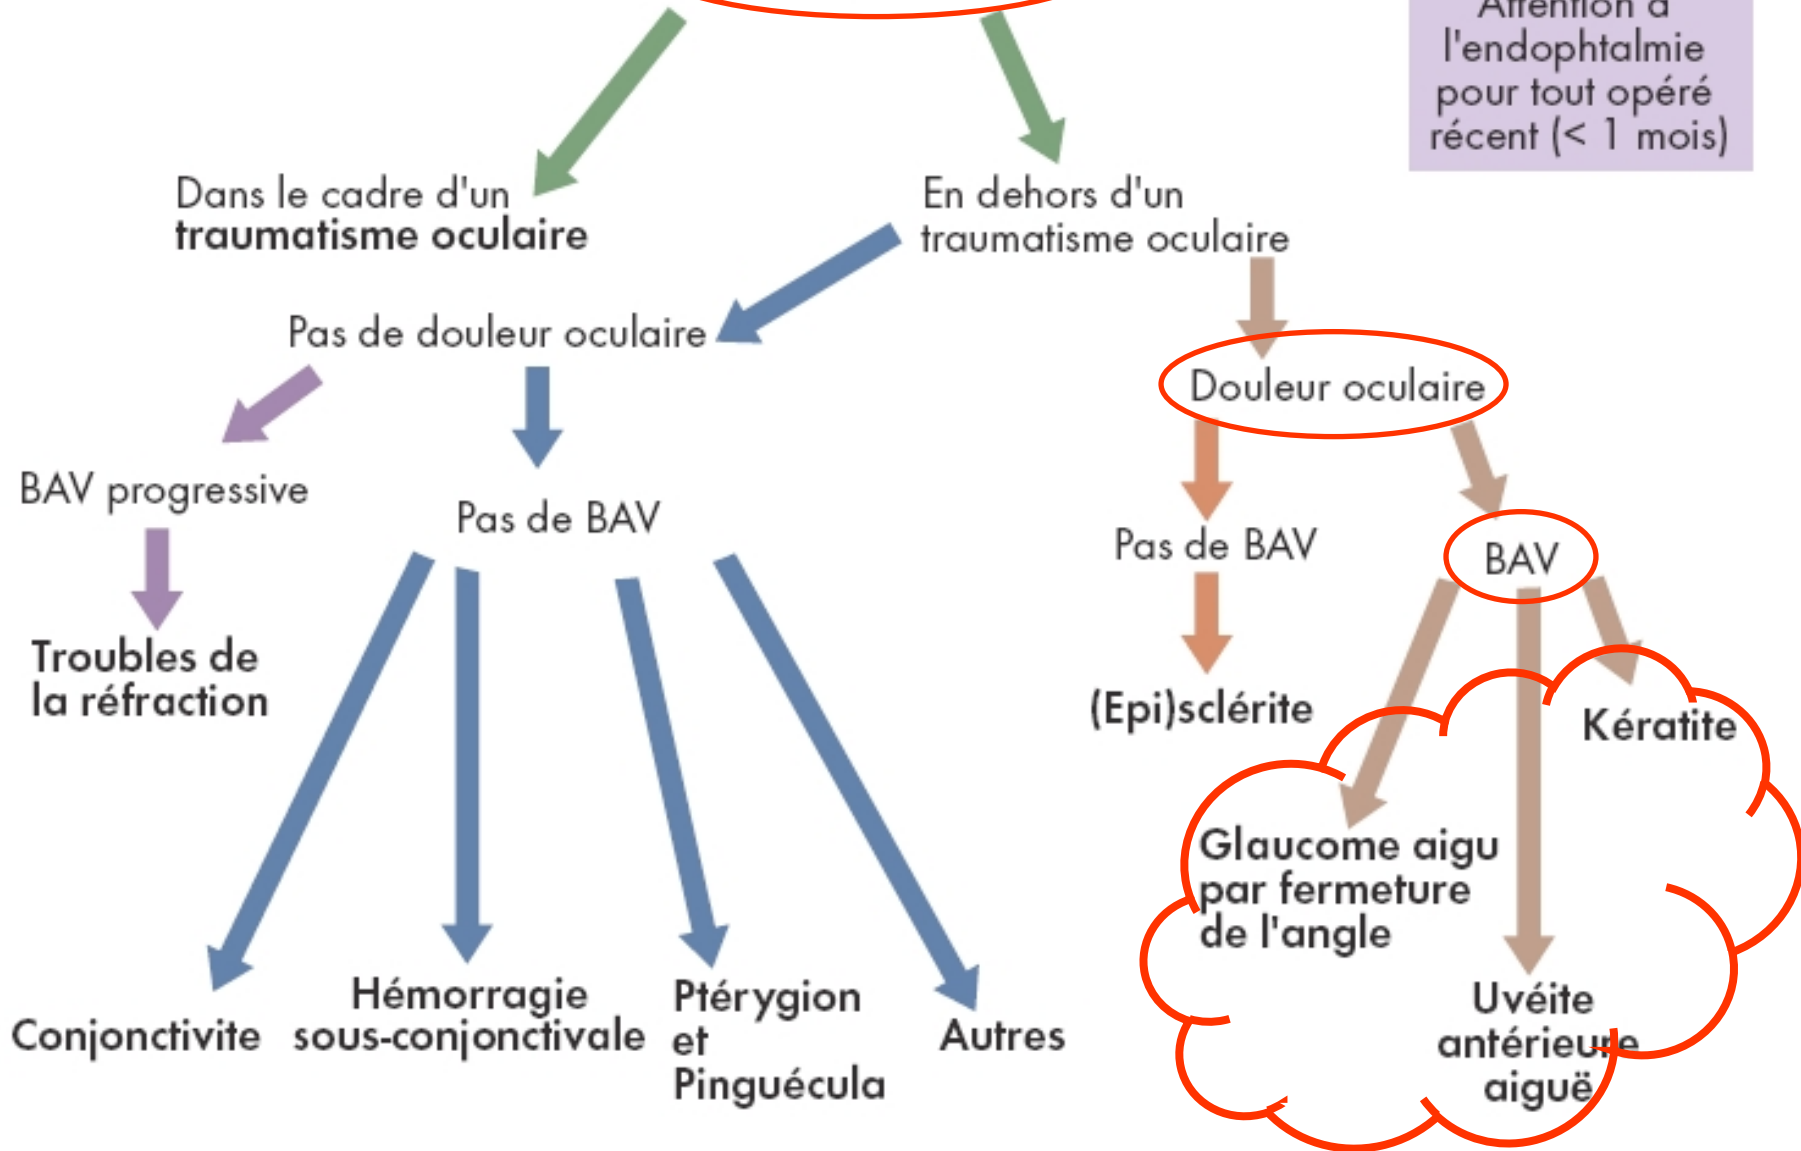 Attention à
l'endophtalmie
pour tout opéré
récent (< 1 mois)
Dans le cadre d'un
traumatisme oculaire
En dehors d'un
traumatisme oculaire
Pas de douleur oculaire
Douleur oculaire
BAV progressive
Pas de BAV
Pas de BAV
BAV
Troubles de
la réfraction
(Epi)sclérite
Kératite
Glaucome aigu
par fermeture
de l'angle
Conjonctivite
Hémorragie
sous-conjonctivale
Ptérygion
et
Pinguécula
Autres
Uvéite
antérieure
aiguë